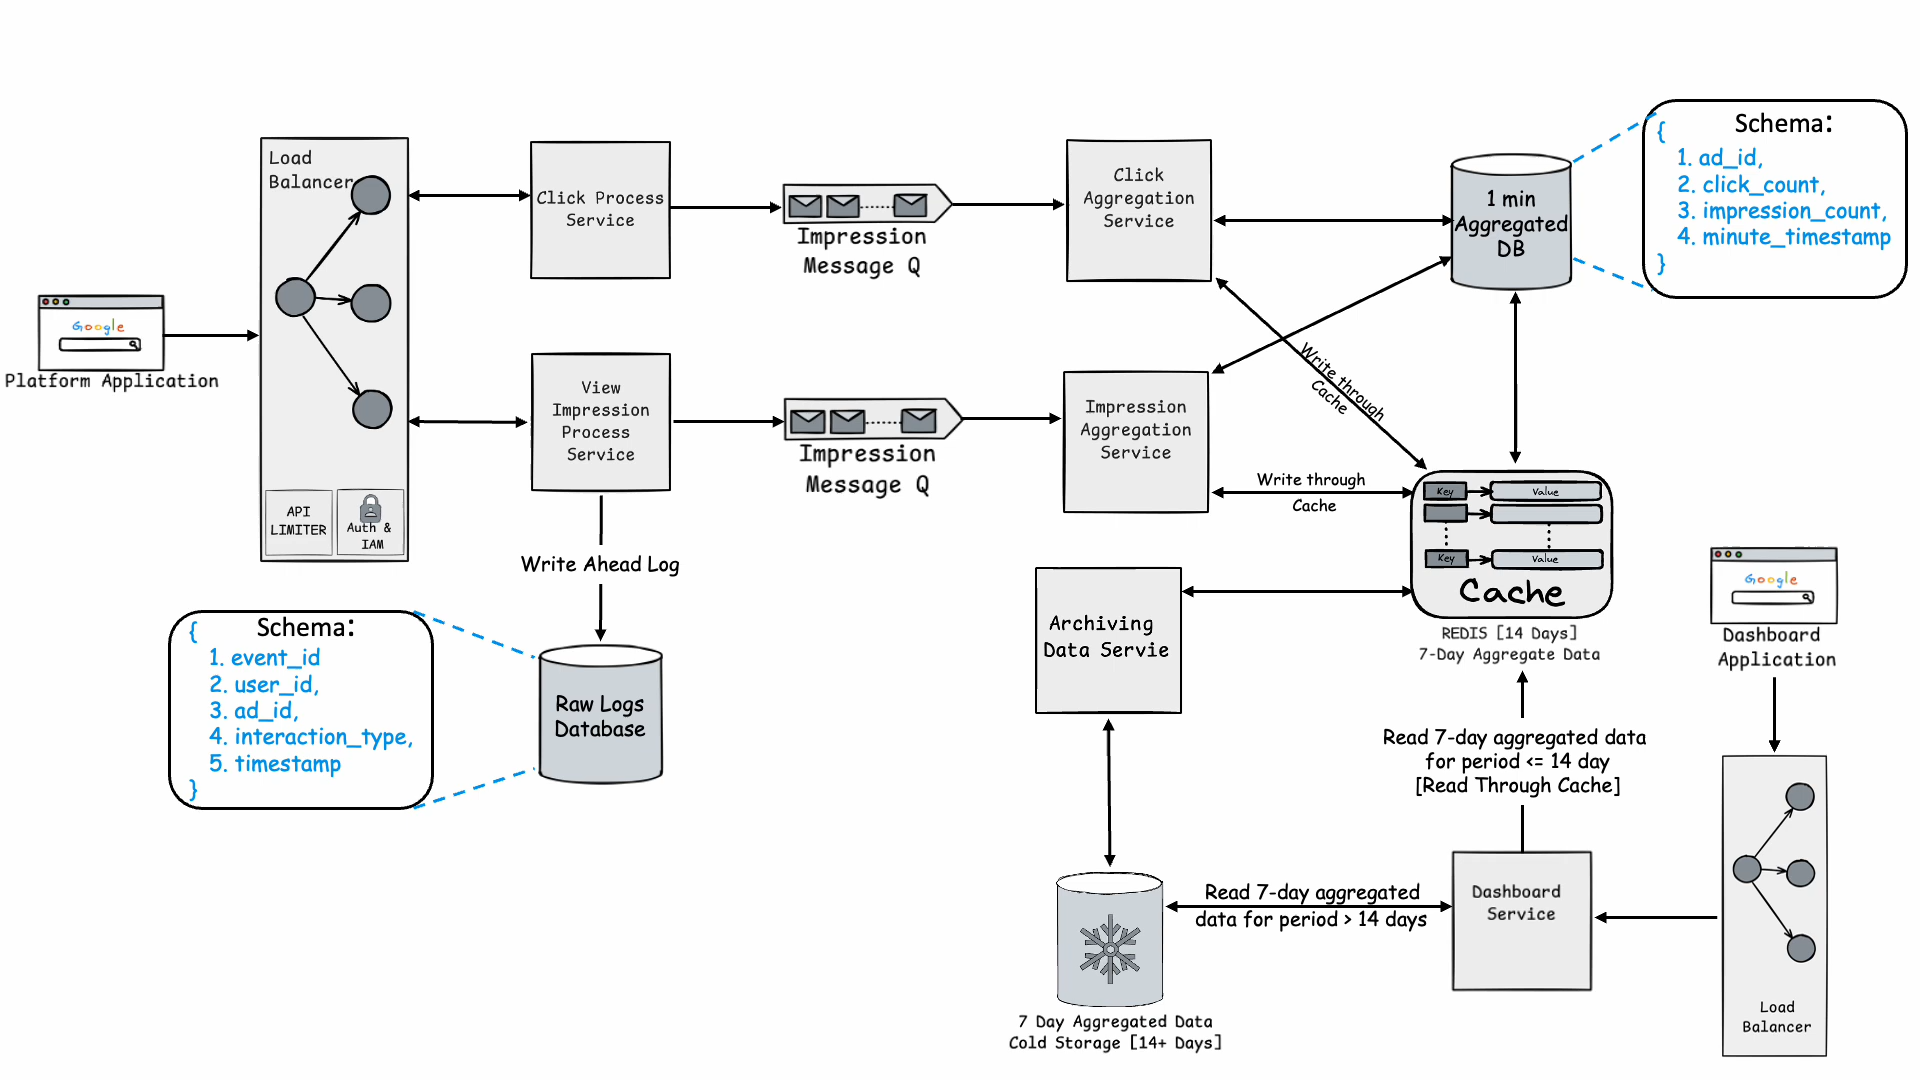 Schema:
{
1. ad_id,
2. click_count,
3. impression_count,
4. minute_timestamp
}
Load
Balancer
Click Process
Service
Impression
Message Q
Click
Aggregation
Service
1 min
Aggregated
DB
Google
Platform Application
View
Impression
Process
Service
Impression
Message Q
Impression
Aggregation
Service
Write through
Cache
Write through
Cache
API
LIMITER
Auth &
IAM
Write Ahead Log
Key
Value
Key
Value
Cache
REDIS [14 Days]
7-Day Aggregate Data
Google
Dashboard
Application
Schema:
{
1. event_id
2. user_id,
3. ad_id,
4. interaction_type,
5. timestamp
}
Raw Logs
Database
Archiving
Data Servie
Read 7-day aggregated data
for period <= 14 day
[Read Through Cache]
Read 7-day aggregated
data for period > 14 days
Dashboard
Service
Load
Balancer
7 Day Aggregated Data
Cold Storage [14+ Days]